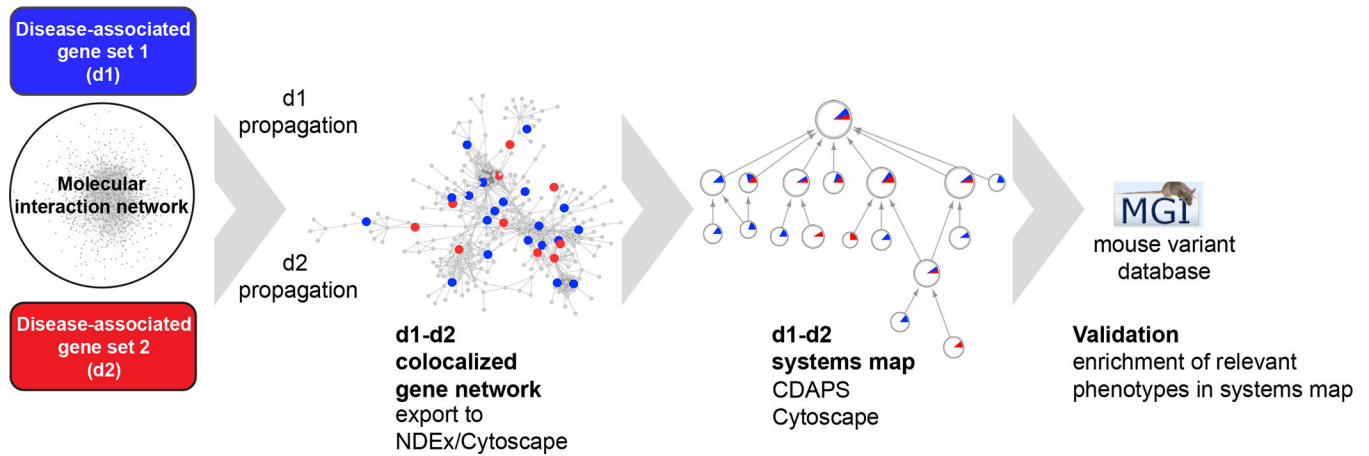 Disease-associated
gene set 1
(d1)
Molecular
interaction network
Disease-associated
gene set 2
(d2)
d1
propagation
d2
propagation
d1-d2
colocalized
gene network
export to
NDEx/Cytoscape
d1-d2
systems map
CDAPS
Cytoscape
MGI
mouse variant
database
Validation
enrichment of relevant
phenotypes in systems map